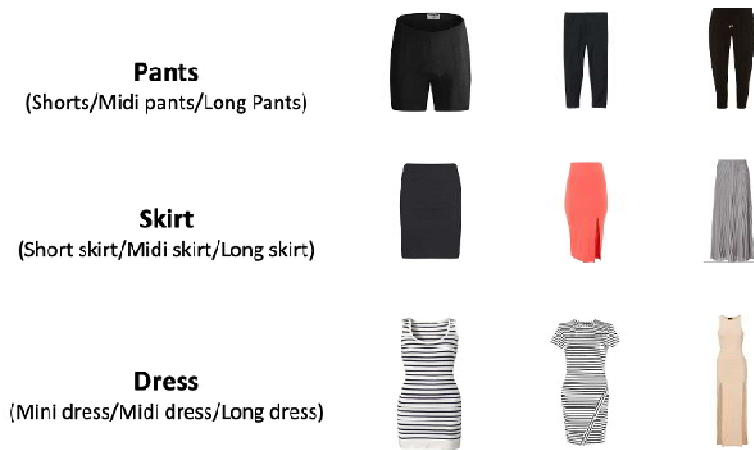 Pants
(Shorts/Midi pants/Long Pants)
Skirt
(Short skirt/Midi skirt/Long skirt)
Dress
(Mini dress/Midi dress/Long dress)